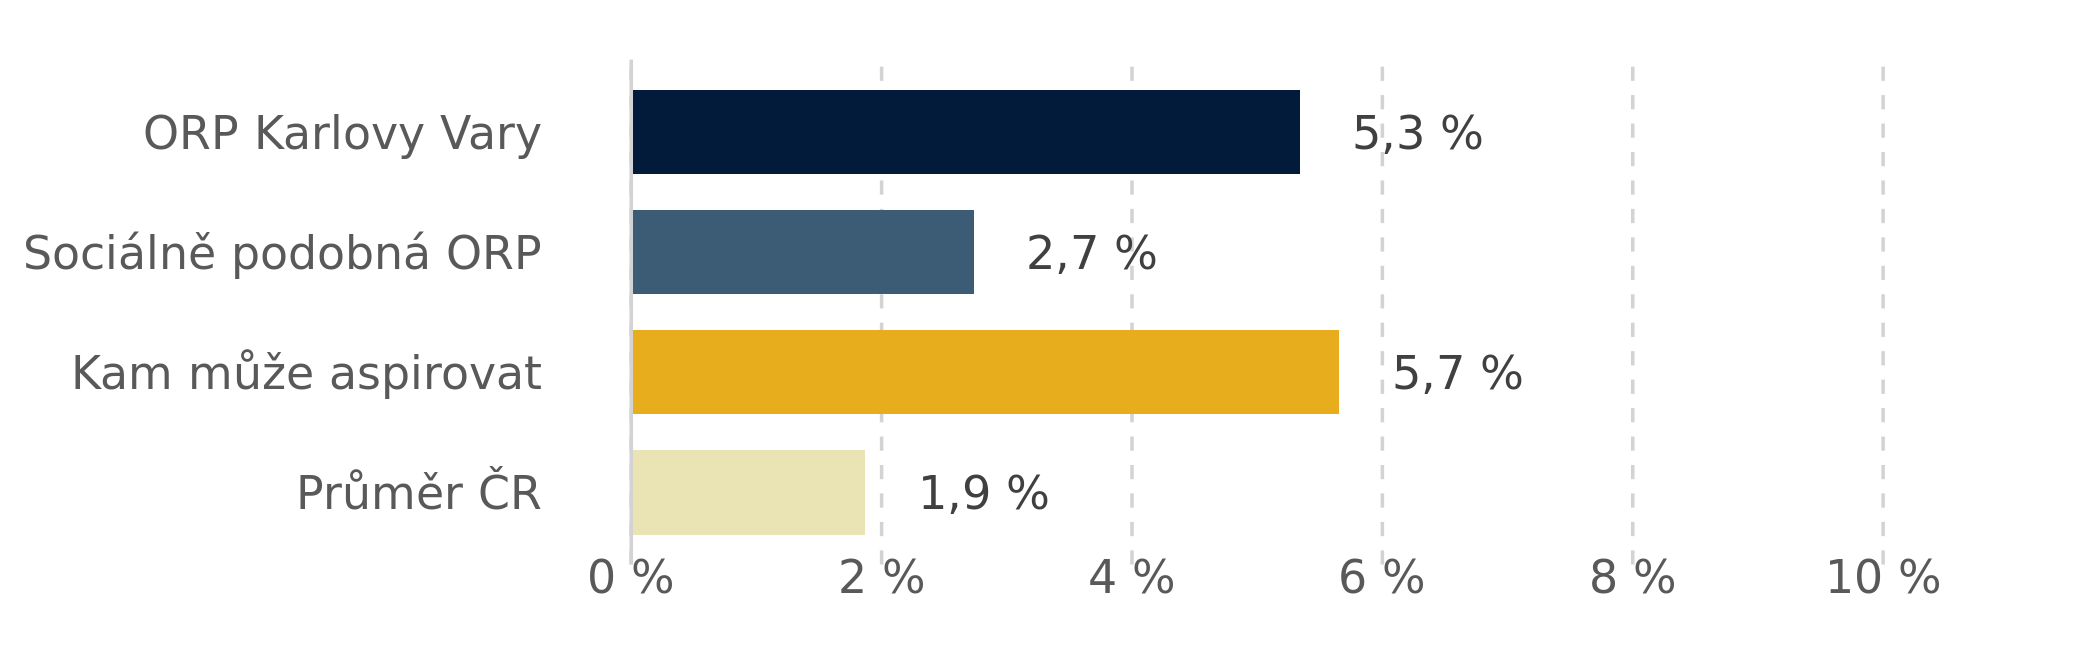 ORP Karlovy Vary 5,3 %
Sociálně podobná ORP 2,7 %
Kam může aspirovat 5,7 %
Průměr ČR 1,9 %
0 % 2 % 4 % 6 % 8 % 10 %